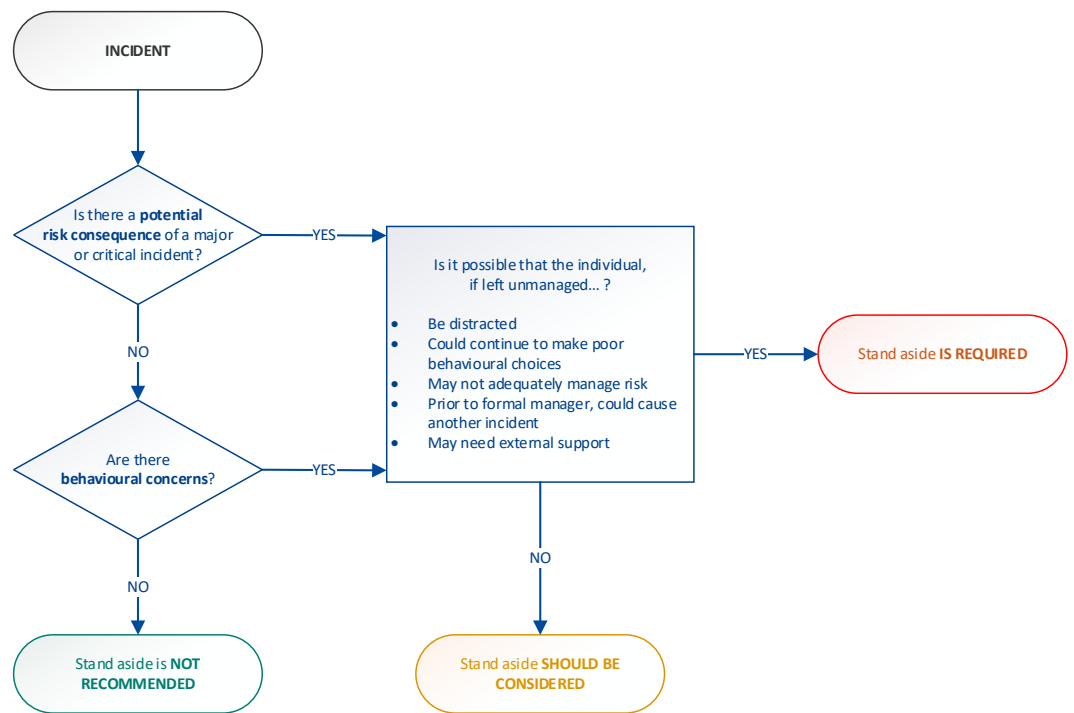 INCIDENT
Is there a potential
risk consequence of a major
or critical incident?
YES
Is it possible that the individual,
if left unmanaged... ?
• Be distracted
• Could continue to make poor
behavioural choices
• May not adequately manage risk
• Prior to formal manager, could cause
another incident
• May need external support
YES
Stand aside IS REQUIRED
NO
Are there
behavioural concerns?
YES
NO
NO
Stand aside is NOT
RECOMMENDED
Stand aside SHOULD BE
CONSIDERED